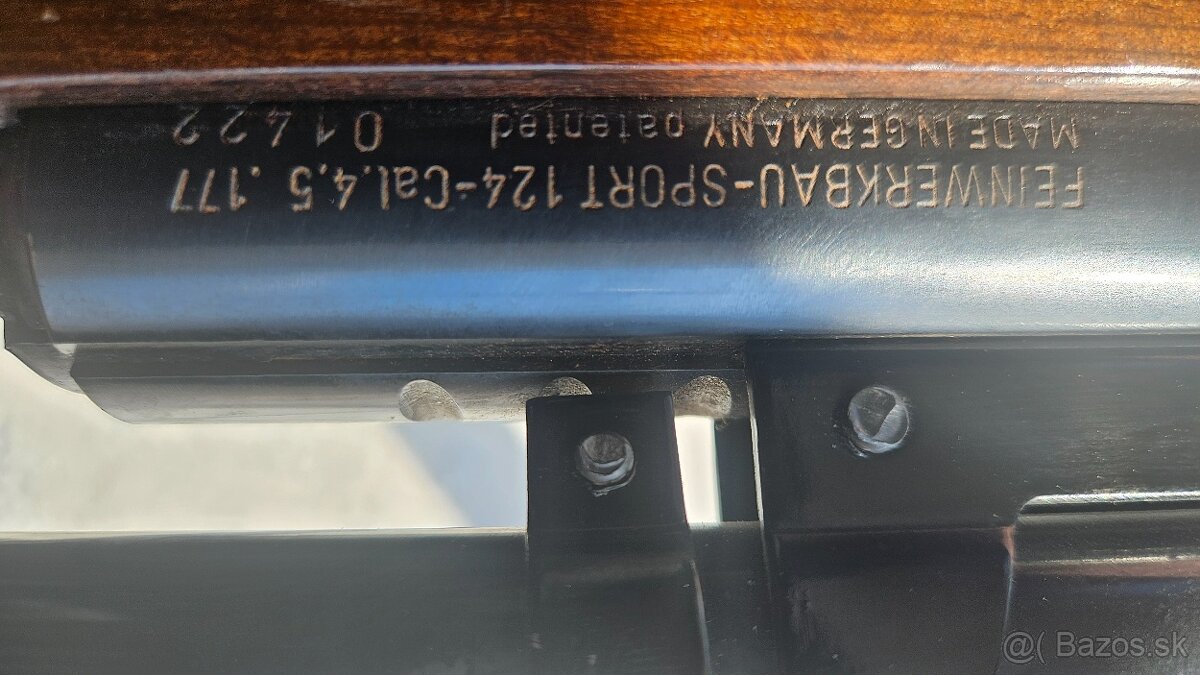 FEINWERKBAU-SPORT 124-Cal.4,5 .177
MADE IN GERMANY patented 01422
@( Bazos.sk